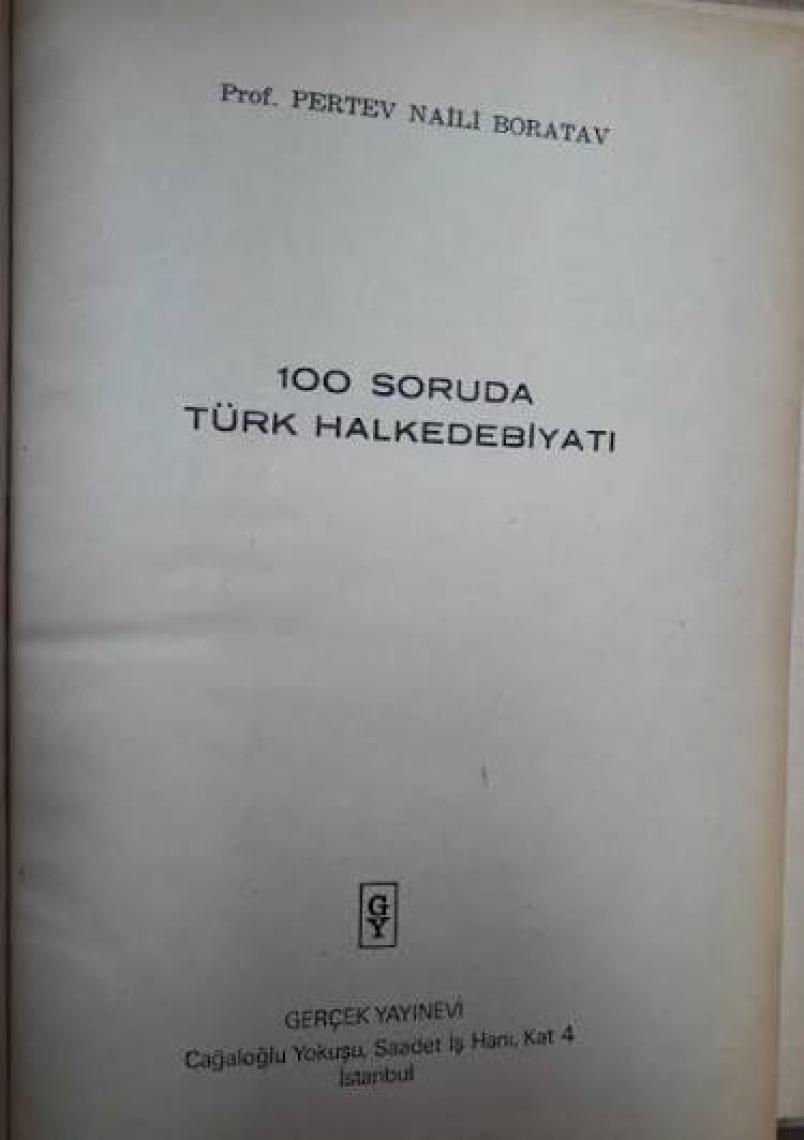 Prof. PERTEV NAİLİ BORATAV
100 SORUDA
TÜRK HALKEDEBİYATI
G
Y
GERÇEK YAYINEVİ
Cağaloğlu Yokuşu, Saadet İş Hanı, Kat 4
İstanbul